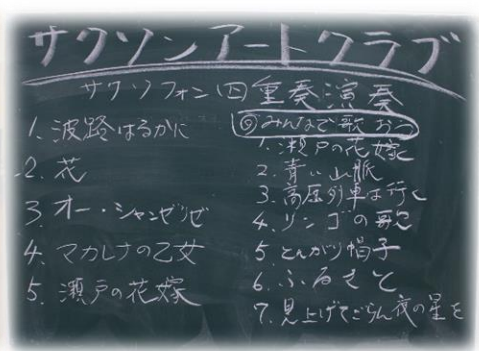 サクソンアートクラブ
サクソフォン四重奏演奏
1. 波路はるかに
2. 花
3 オー・シャンゼリゼ
4. マカレナの乙女
5. 瀬戸の花嫁
◎みんなで歌おう
1. 瀬戸の花嫁
2. 青い山脈
3. 高原列車は行く
4. リンゴの歌
5 とんがり帽子
6. ふるさと
7. 見上げてごらん夜の星を